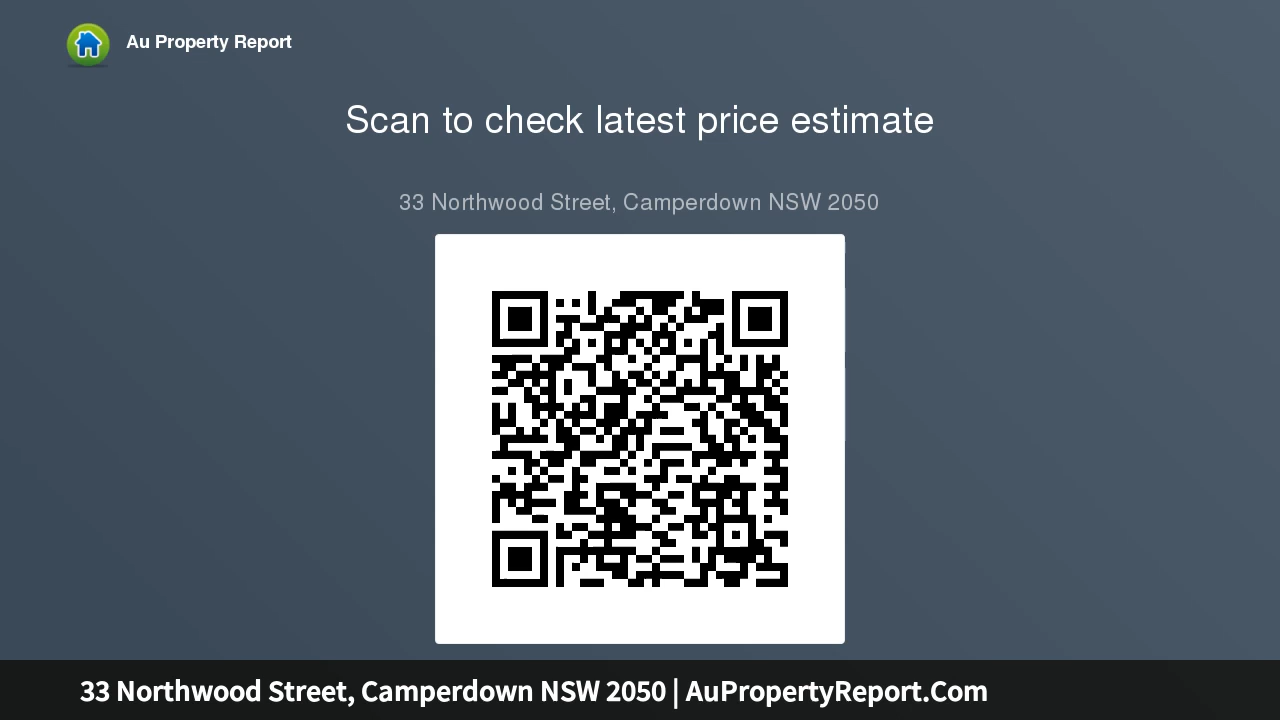 Au Property Report
Scan to check latest price estimate
33 Northwood Street, Camperdown NSW 2050
33 Northwood Street, Camperdown NSW 2050 | AuPropertyReport.Com